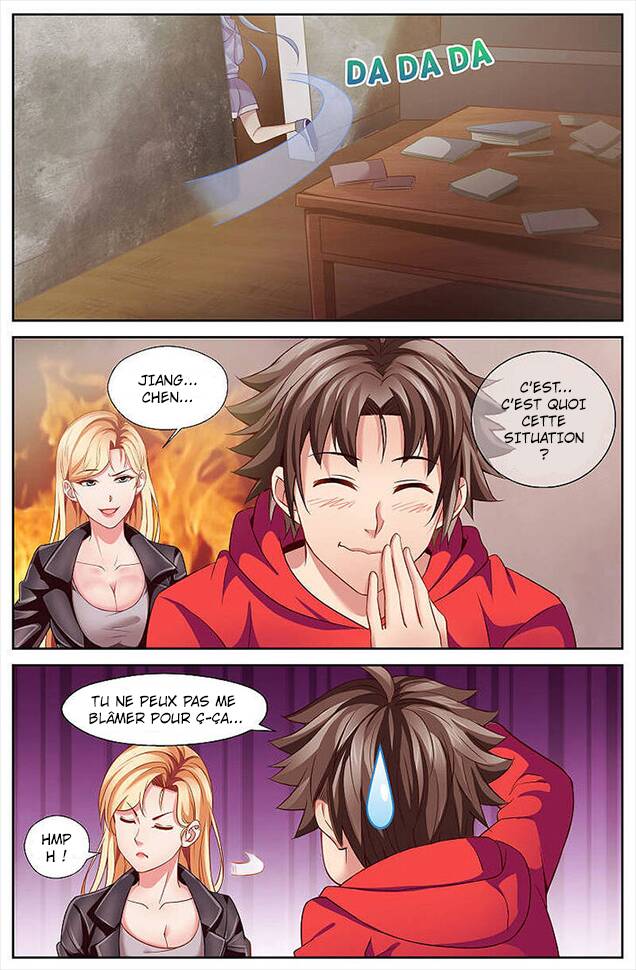 DA DA DA
JIANG...
CHEN...
C'EST...
C'EST QUOI
CETTE
SITUATION
?
TU NE PEUX PAS ME
BLÂMER POUR Ç-ÇA...
HMP
H !